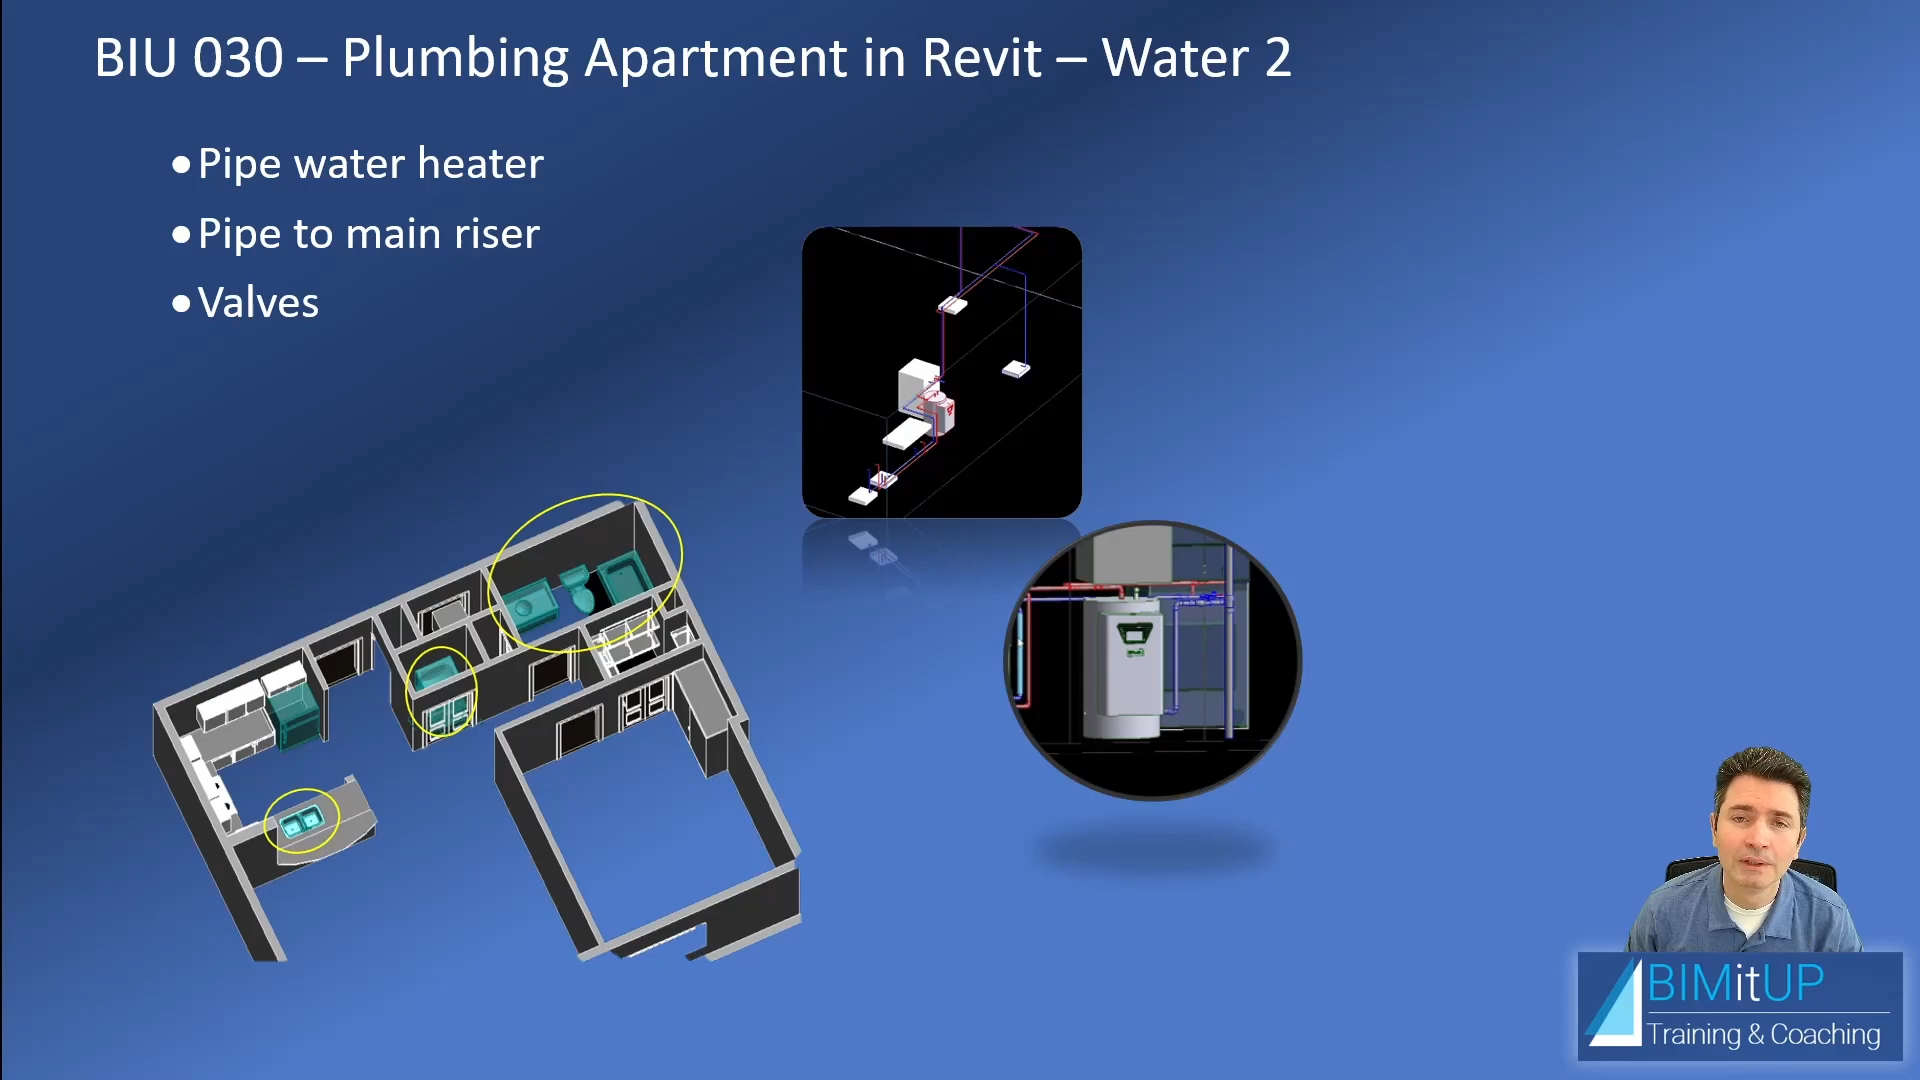 BIU 030 – Plumbing Apartment in Revit – Water 2
• Pipe water heater
• Pipe to main riser
• Valves
BIMitUP
Training & Coaching